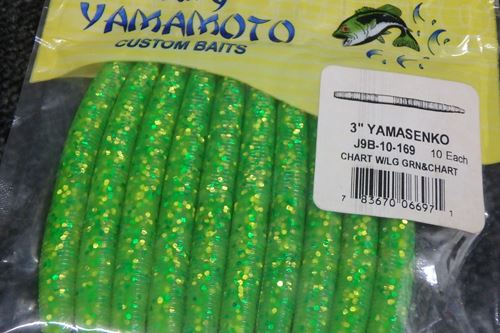 YAMAMOTO
CUSTOM BAITS
3" YAMASENKO
J9B-10-169 10 Each
CHART W/LG GRN&CHART
7 83670 06697 1